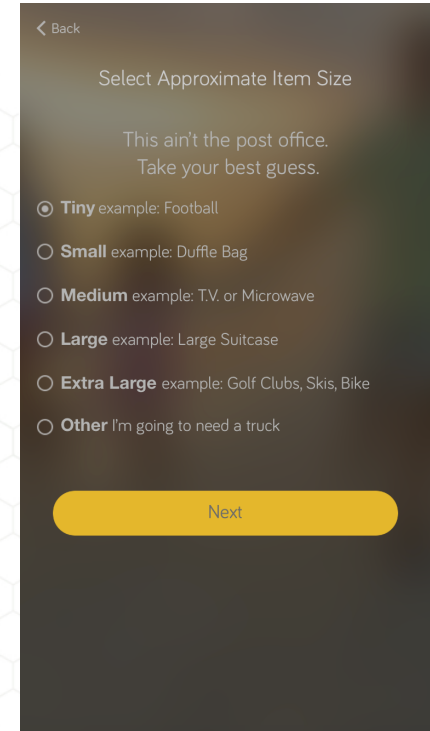 Back
Select Approximate Item Size
This ain't the post office.
Take your best guess.
Tiny example: Football
Small example: Duffle Bag
Medium example: T.V. or Microwave
Large example: Large Suitcase
Extra Large example: Golf Clubs, Skis, Bike
Other I'm going to need a truck
Next